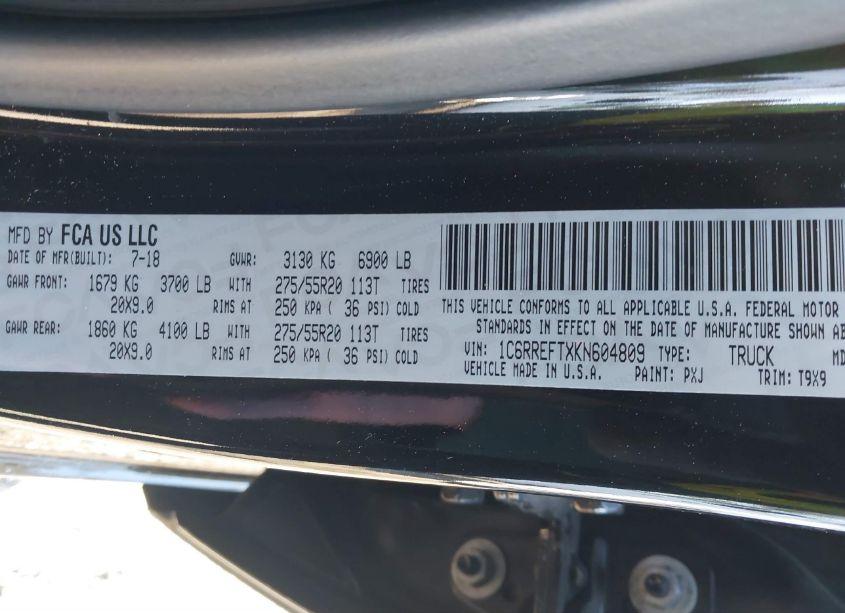 MFD BY FCA US LLC
DATE OF MFR(BUILT): 7-18 GVWR: 3130 KG 6900 LB
GAWR FRONT: 1679 KG 3700 LB WITH 275/55R20 113T TIRES
20X9.0 RIMS AT 250 KPA ( 36 PSI) COLD
GAWR REAR: 1860 KG 4100 LB WITH 275/55R20 113T TIRES
20X9.0 RIMS AT 250 KPA ( 36 PSI) COLD
THIS VEHICLE CONFORMS TO ALL APPLICABLE U.S.A. FEDERAL MOTOR
STANDARDS IN EFFECT ON THE DATE OF MANUFACTURE SHOWN AB
VIN: 1C6RREFTXKN604809 TYPE: TRUCK MD
VEHICLE MADE IN U.S.A. PAINT: PXJ TRIM: T9X9